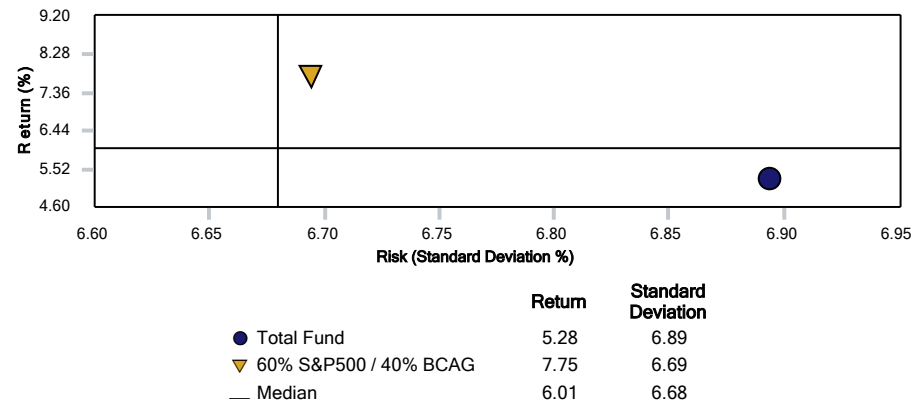 9.20
8.28
7.36
6.44
5.52
4.60
Return (%)
6.60 6.65 6.70 6.75 6.80 6.85 6.90 6.95
Risk (Standard Deviation %)
Return Standard Deviation
Total Fund 5.28 6.89
60% S&P500 / 40% BCAG 7.75 6.69
Median 6.01 6.68